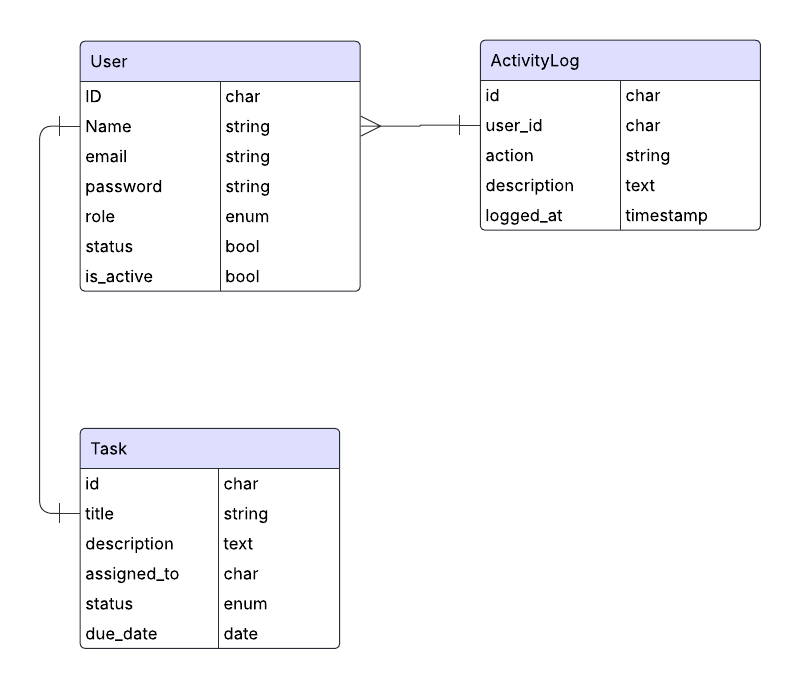 User
ID char
Name string
email string
password string
role enum
status bool
is_active bool
ActivityLog
id char
user_id char
action string
description text
logged_at timestamp
Task
id char
title string
description text
assigned_to char
status enum
due_date date